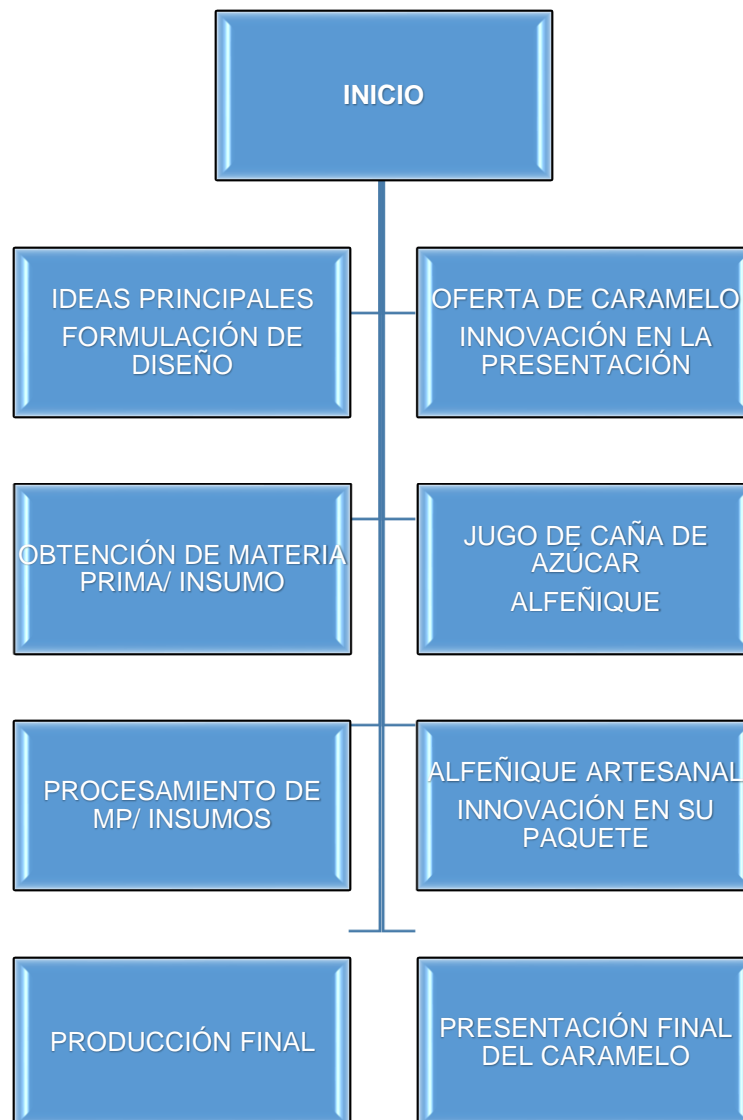 INICIO
IDEAS PRINCIPALES
FORMULACIÓN DE
DISEÑO
OFERTA DE CARAMELO
INNOVACIÓN EN LA
PRESENTACIÓN
OBTENCIÓN DE MATERIA
PRIMA/ INSUMO
JUGO DE CAÑA DE
AZÚCAR
ALFEÑIQUE
PROCESAMIENTO DE
MP/ INSUMOS
ALFEÑIQUE ARTESANAL
INNOVACIÓN EN SU
PAQUETE
PRODUCCIÓN FINAL
PRESENTACIÓN FINAL
DEL CARAMELO